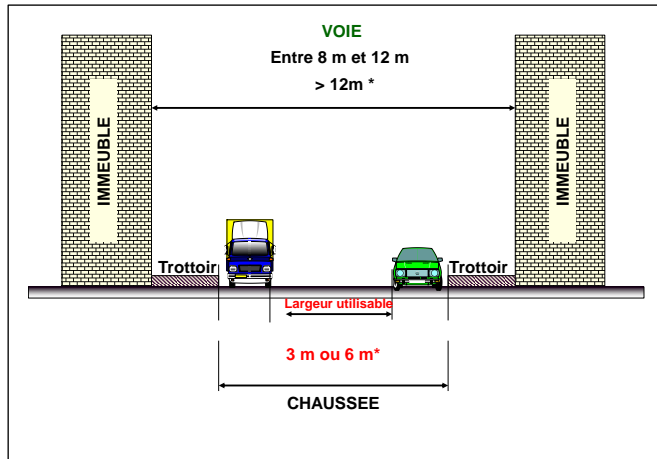 VOIE
Entre 8 m et 12 m
> 12m *
IMMEUBLE
IMMEUBLE
Trottoir
Trottoir
Largeur utilisable
3 m ou 6 m*
CHAUSSEE